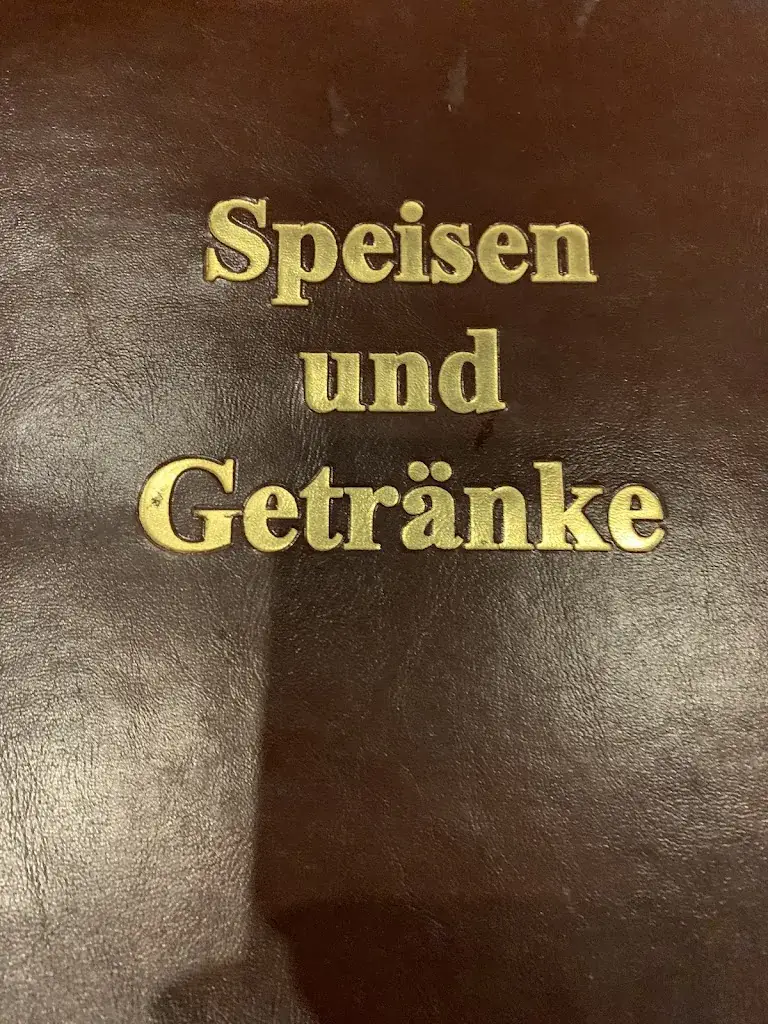 Speisen
und
Getränke